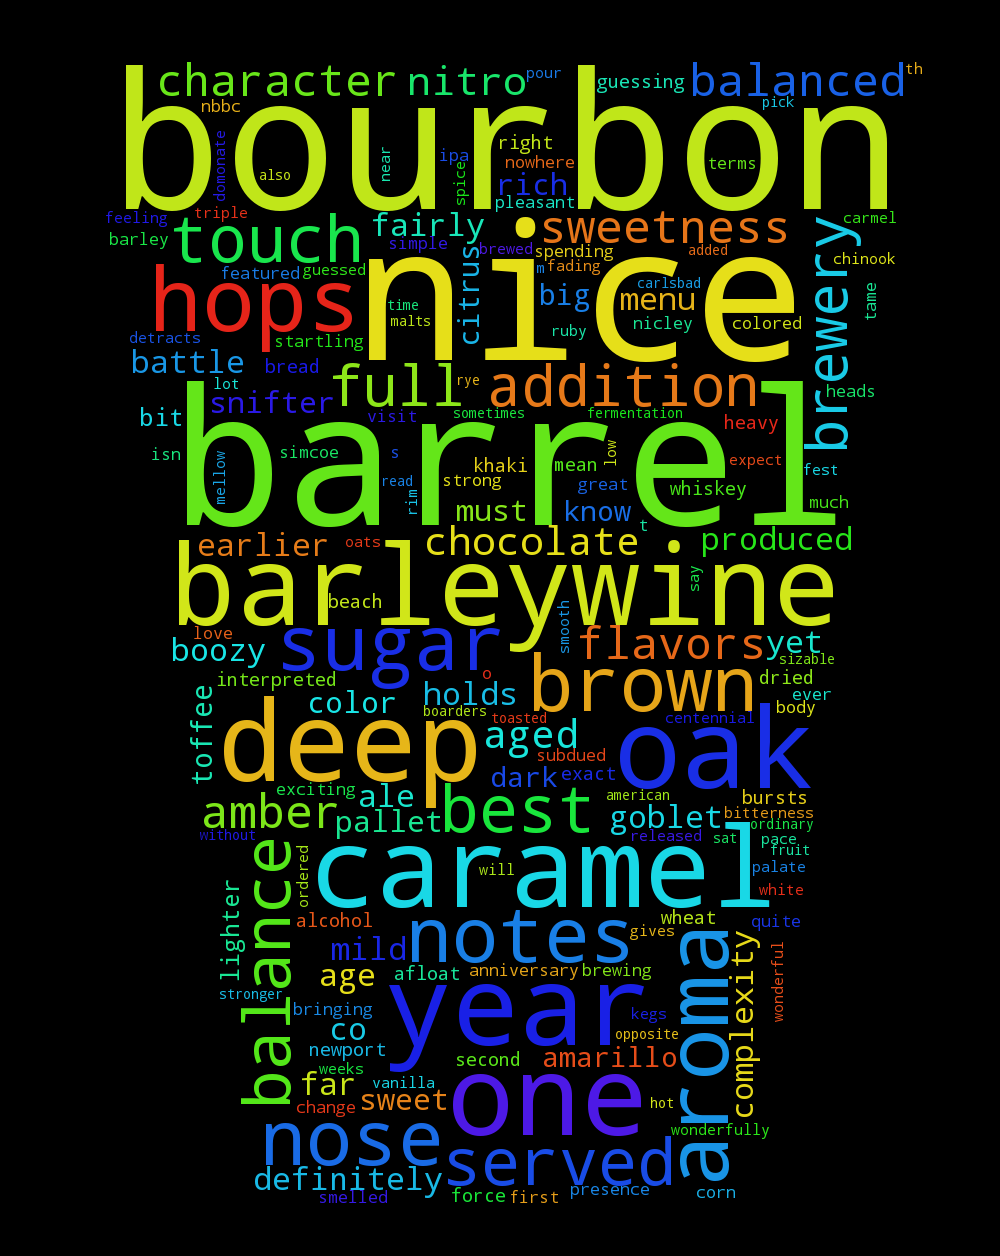 character nitro pour guessing balanced th
nbbc pick
bourbon
right
domonate also near ipa spice nowhere terms
rich
pleasant
feeling triple fairly sweetness carmel
barley touch simple brewed spending added chinook
featured guessed citrus m fading carlsbad brewery tame
hops nice big menu
time malts ruby nicley colored
detracts startling
battle bread full rye addition heads
lot snifter visit sometimes fermentation heavy
bit
isn simcoe s khaki mean low expect fest
mellow barrel read strong great whiskey much
rim must know t
earlier oats chocolate produced
barleywine say
beach
love sugar smooth flavors yet
boozy sizable
interpreted o brown dried ever
toffee color holds body
deep boarders toasted centennial
aged subdued oak
dark exact
exciting ale best american bursts
amber pallet goblet bitterness
without released ordinary
sat pace
balance ordered caramel fruit
will palate
white
lighter alcohol notes wheat quite
mild gives aroma complexity wonderful
age afloat anniversary brewing
stronger bringing year kegs
co opposite
newport second amarillo
weeks vanilla
far sweet one hot
change wonderfully
nose served
definitely presence corn
smelled force first